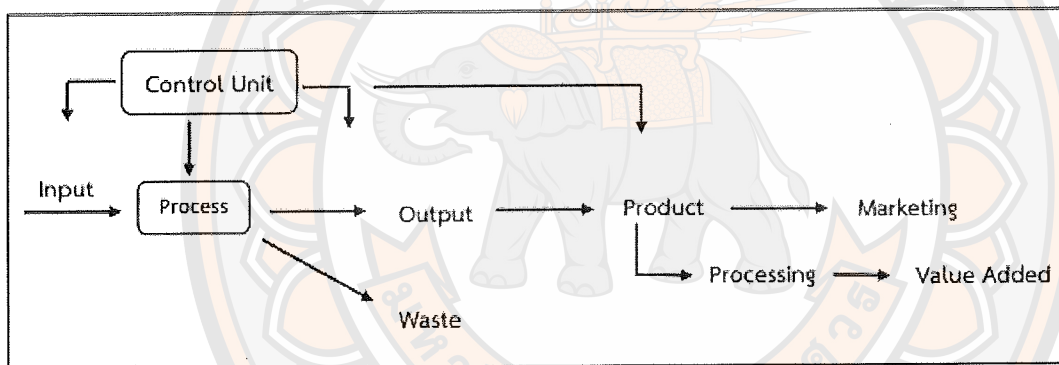 Control Unit
Input
Process
Output
Product
Marketing
Processing
Value Added
Waste